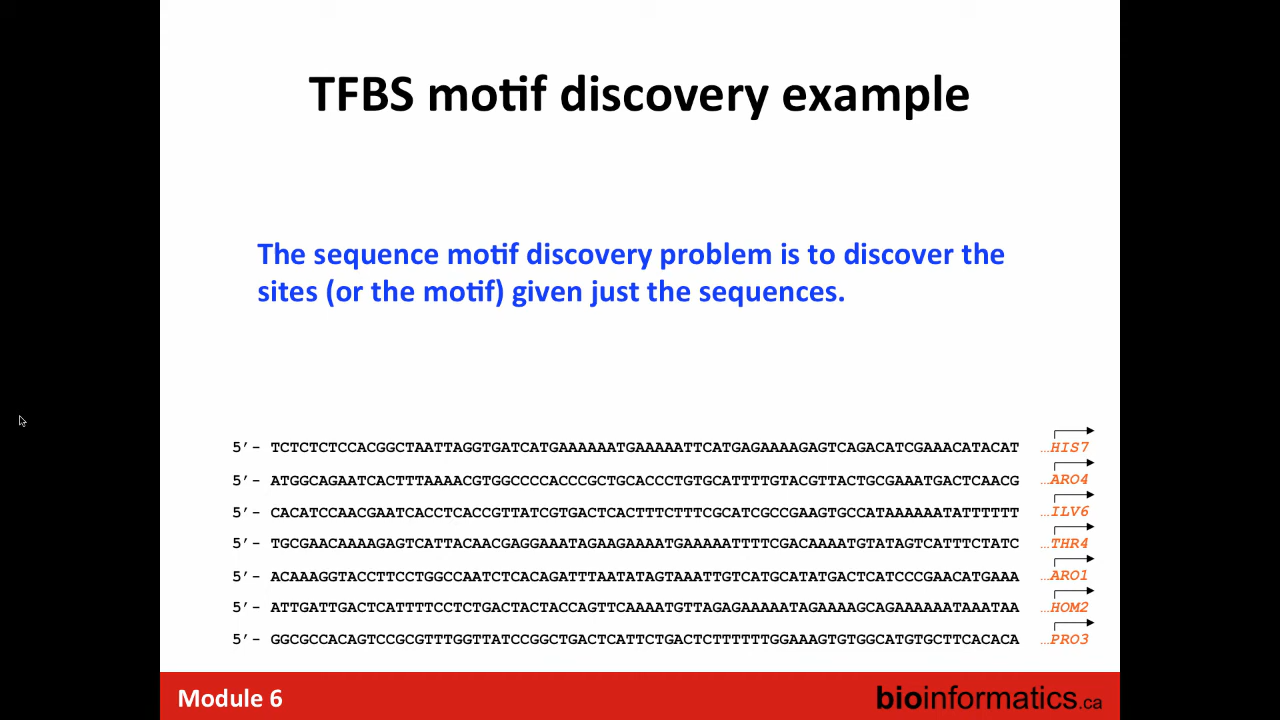 TFBS motif discovery example
The sequence motif discovery problem is to discover the
sites (or the motif) given just the sequences.
5’- TCTCTCTCCACGGCTAATTAGGTGATCATGAAAAAATGAAAAATTCATGAGAAAAGAGTCAGACATCGAAACATACAT …HIS7
5’- ATGGCAGAATCACTTTAAAACGTGGCCCCACCCGCTGCACCCTGTGCATTTTGTACGTTACTGCGAAATGACTCAACG …ARO4
5’- CACATCCAACGAATCACCTCACCGTTATCGTGACTCACTTTCTTTCGCATCGCCGAAGTGCCATAAAAAATATTTTTT …ILV6
5’- TGCGAACAAAAGAGTCATTACAACGAGGAAATAGAAGAAAATGAAAAATTTTCGACAAAATGTATAGTCATTTCTATC …THR4
5’- ACAAAGGTACCTTCCTGGCCAATCTCACAGATTTAATATAGTAAATTGTCATGCATATGACTCATCCCGAACATGAAA …ARO1
5’- ATTGATTGACTCATTTTCCTCTGACTACTACCAGTTCAAAATGTTAGAGAAAAATAGAAAAGCAGAAAAAATAAATAA …HOM2
5’- GGCGCCACAGTCCGCGTTTGGTTATCCGGCTGACTCATTCTGACTCTTTTTTGGAAAGTGTGGCATGTGCTTCACACA …PRO3
Module 6
bioinformatics.ca